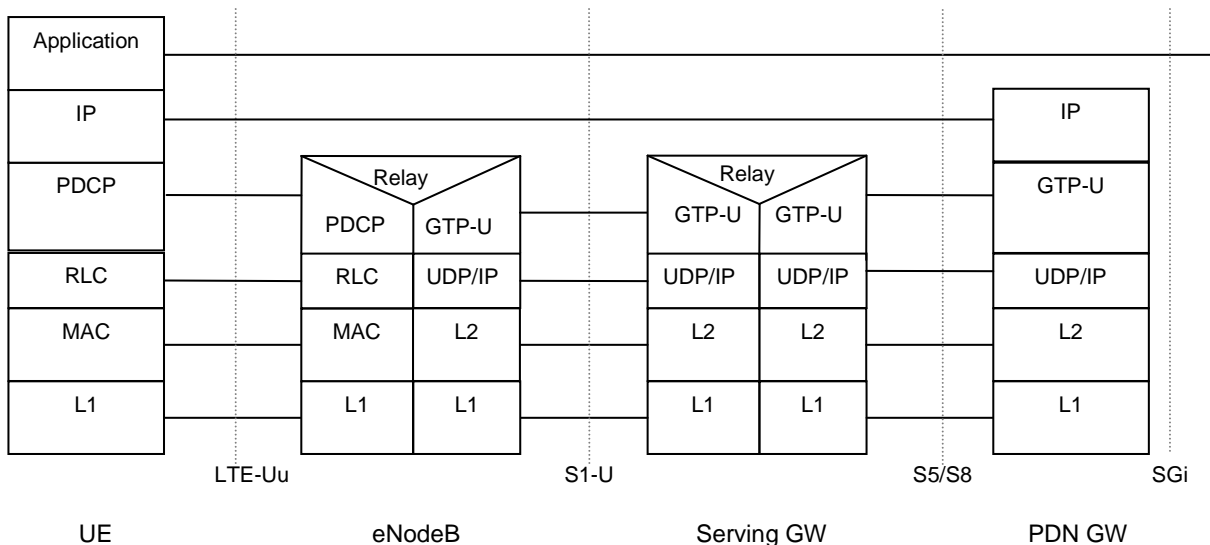 Application
IP
IP
PDCP
Relay
Relay
GTP-U
PDCP
GTP-U
GTP-U
GTP-U
RLC
RLC
UDP/IP
UDP/IP
UDP/IP
UDP/IP
MAC
MAC
L2
L2
L2
L2
L1
L1
L1
L1
L1
L1
LTE-Uu
S1-U
S5/S8
SGi
UE
eNodeB
Serving GW
PDN GW